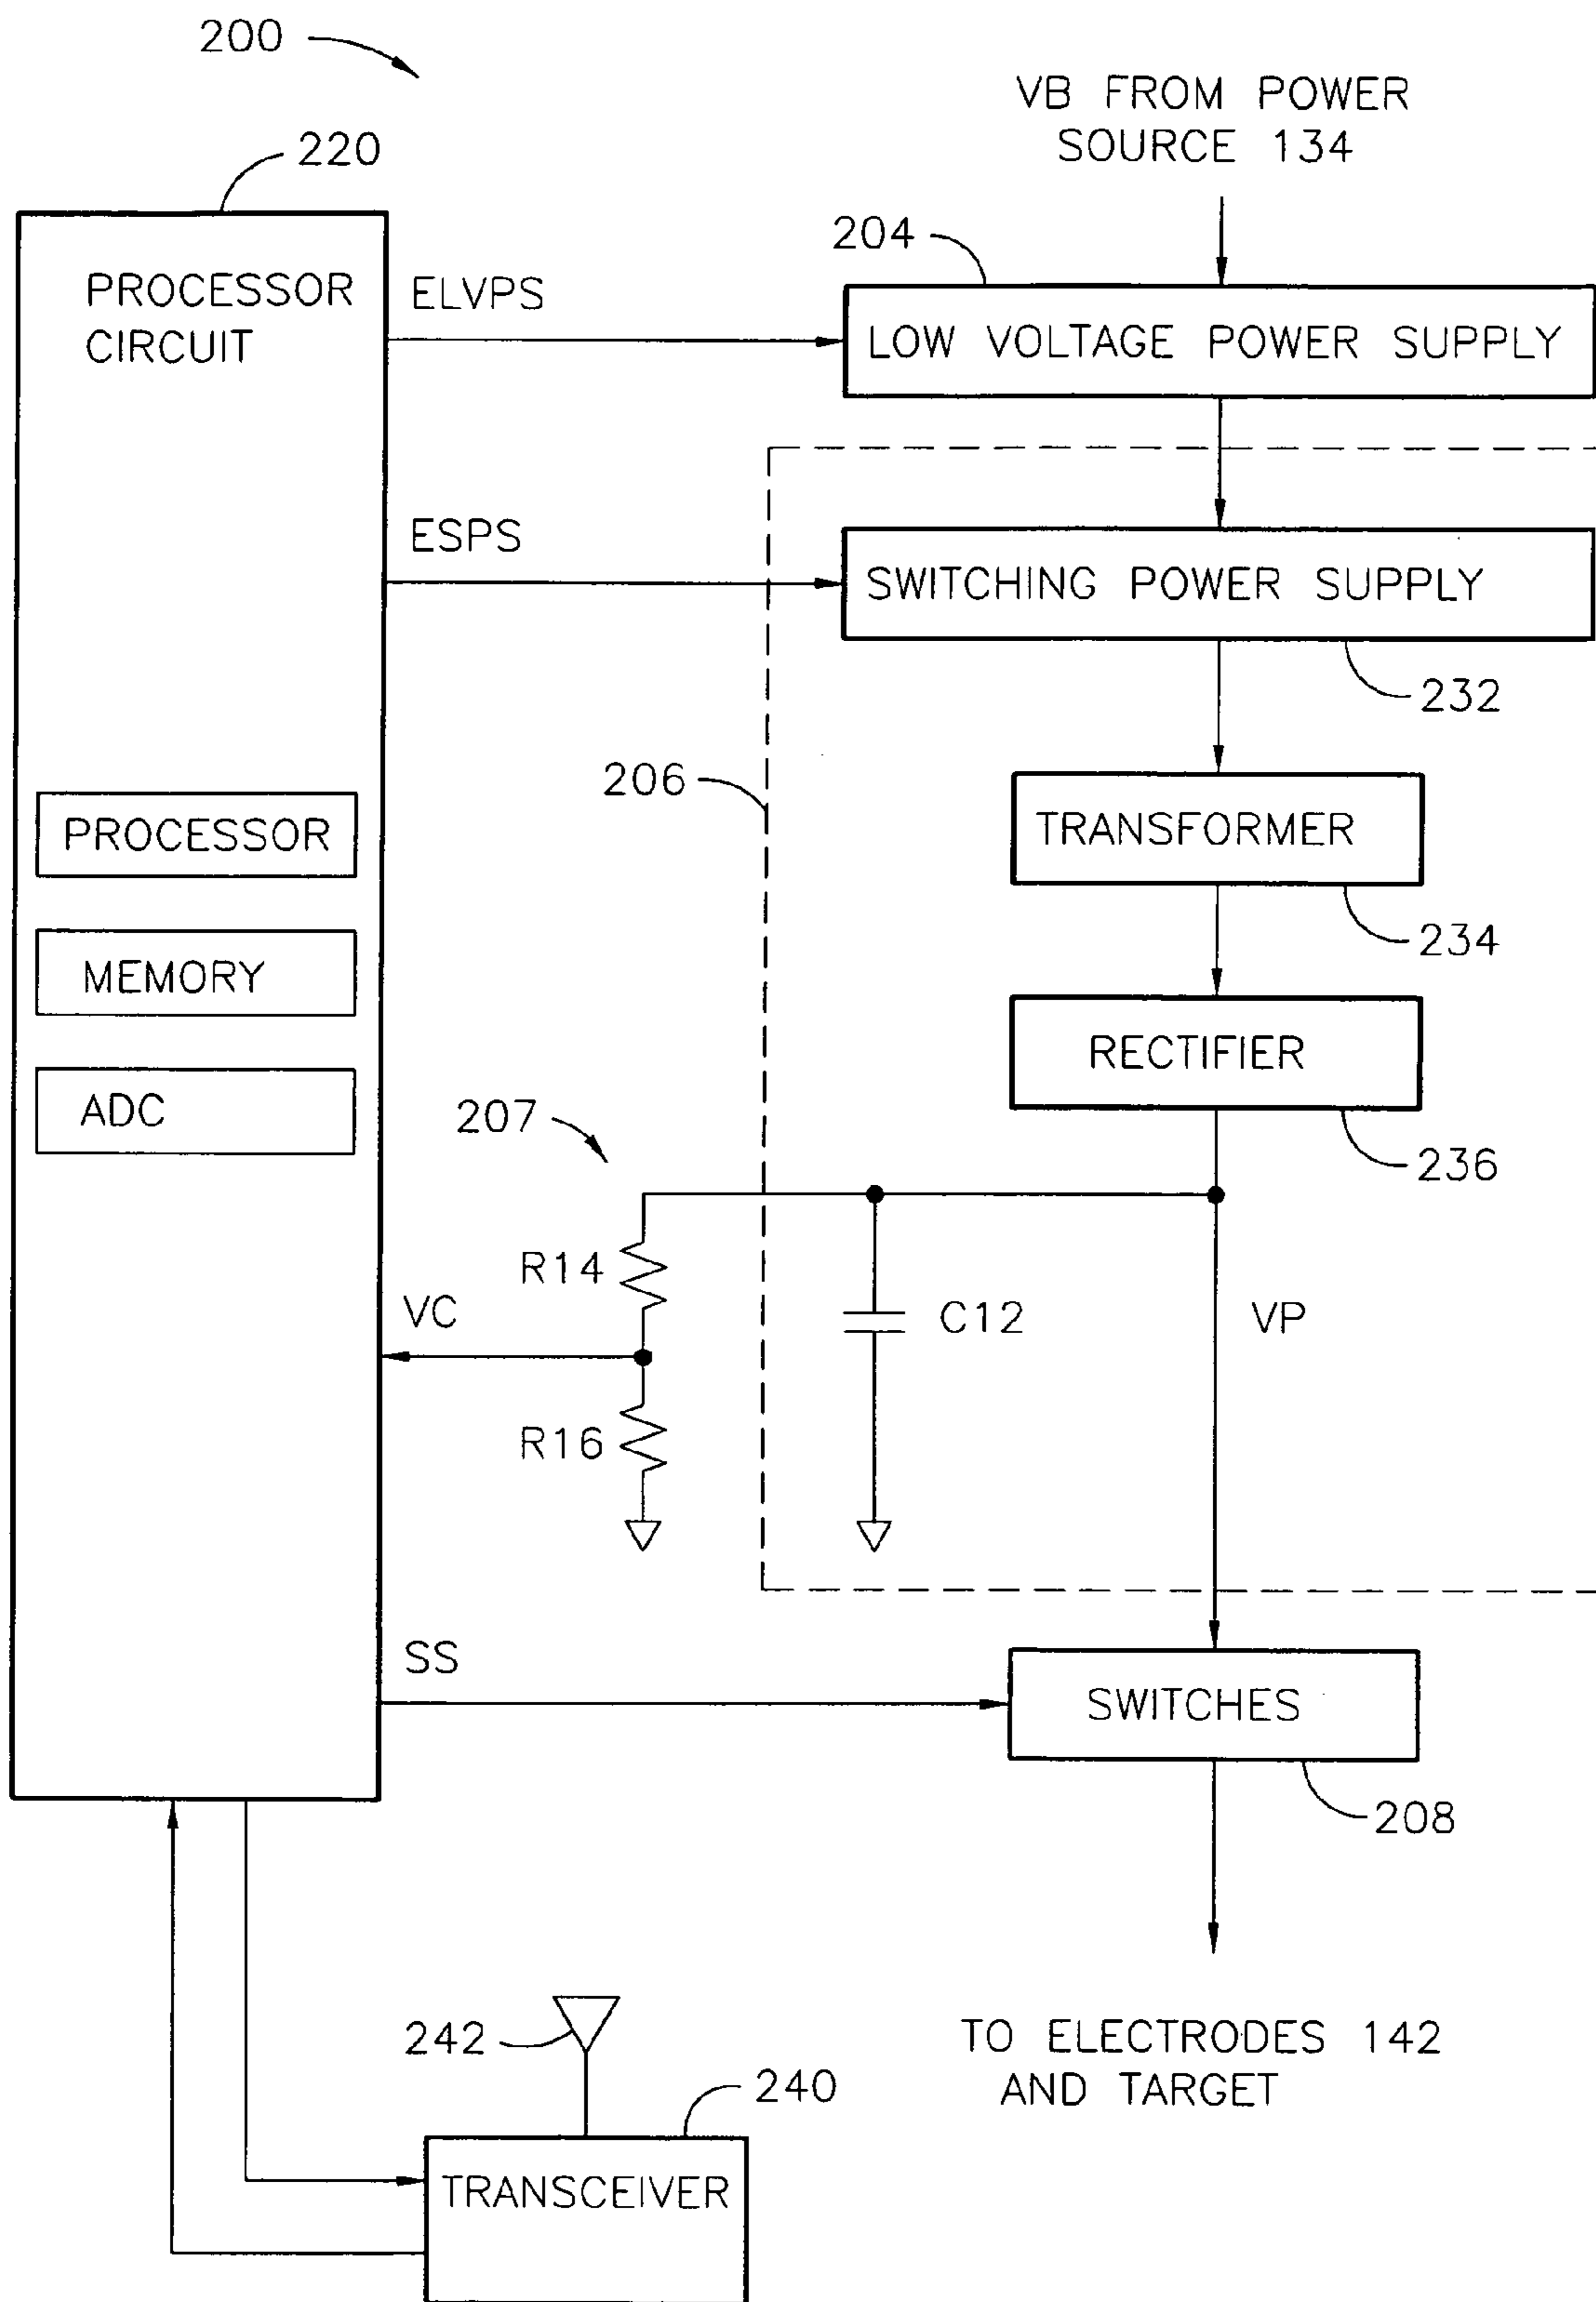 200
VB FROM POWER
SOURCE 134
220
204
PROCESSOR
CIRCUIT
ELVPS
LOW VOLTAGE POWER SUPPLY
ESPS
SWITCHING POWER SUPPLY
232
206
PROCESSOR
TRANSFORMER
234
MEMORY
RECTIFIER
ADC
207
236
R14
VC
C12
VP
R16
SS
SWITCHES
208
242
TO ELECTRODES 142
AND TARGET
240
TRANSCEIVER